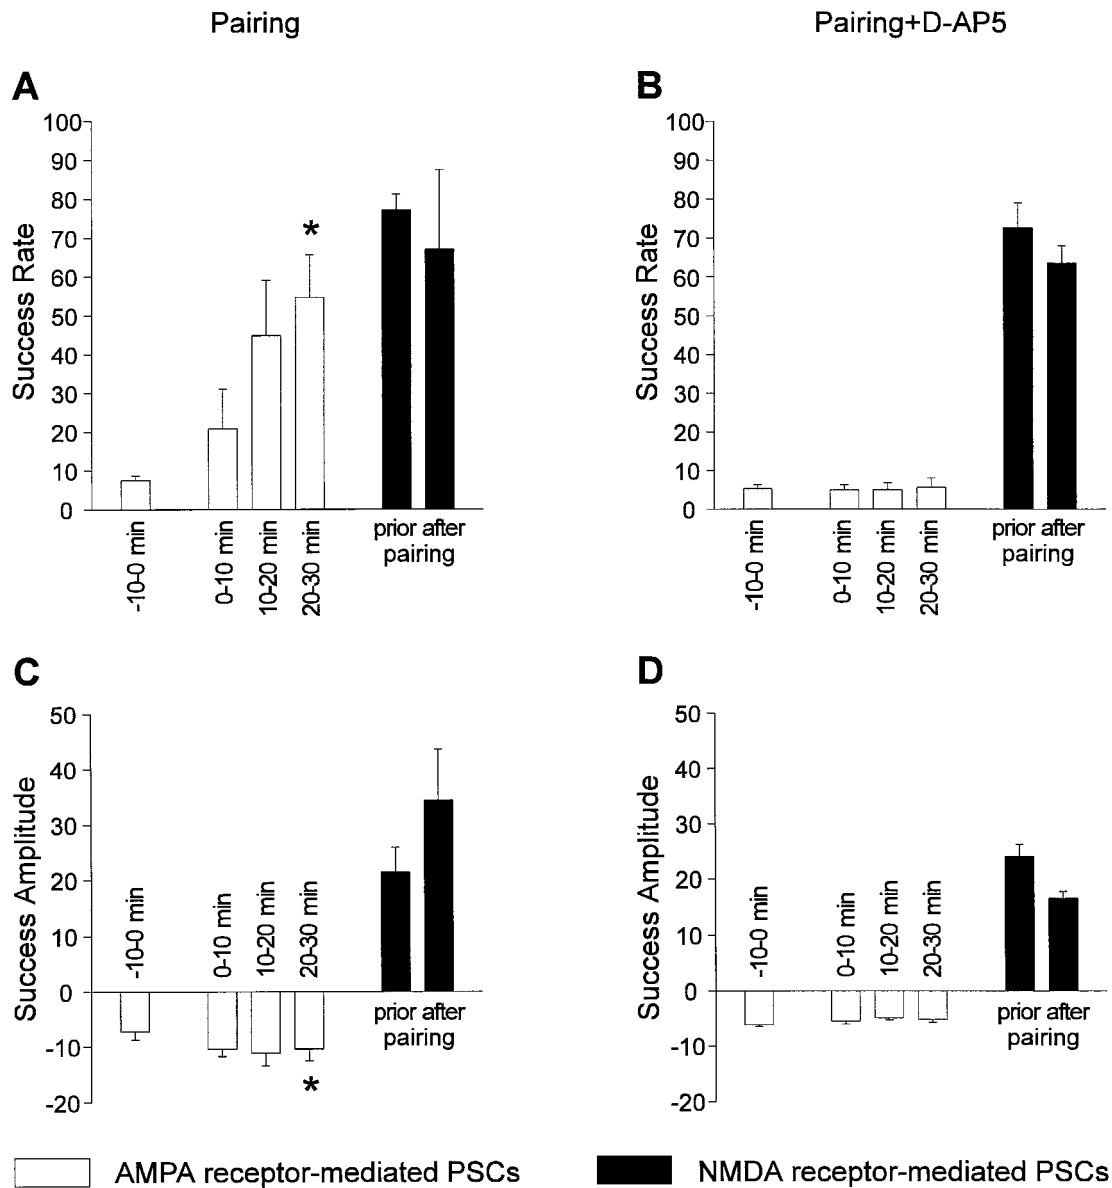 Pairing
Pairing+D-AP5
A
Success Rate
100
90
80
70
60
50
40
30
20
10
0
*
-10-0 min
0-10 min
10-20 min
20-30 min
prior after
pairing
B
Success Rate
100
90
80
70
60
50
40
30
20
10
0
-10-0 min
0-10 min
10-20 min
20-30 min
prior after
pairing
C
Success Amplitude
50
40
30
20
10
0
-10
-20
-10-0 min
0-10 min
10-20 min
20-30 min
*
prior after
pairing
D
Success Amplitude
50
40
30
20
10
0
-10
-20
-10-0 min
0-10 min
10-20 min
20-30 min
prior after
pairing
AMPA receptor-mediated PSCs
NMDA receptor-mediated PSCs